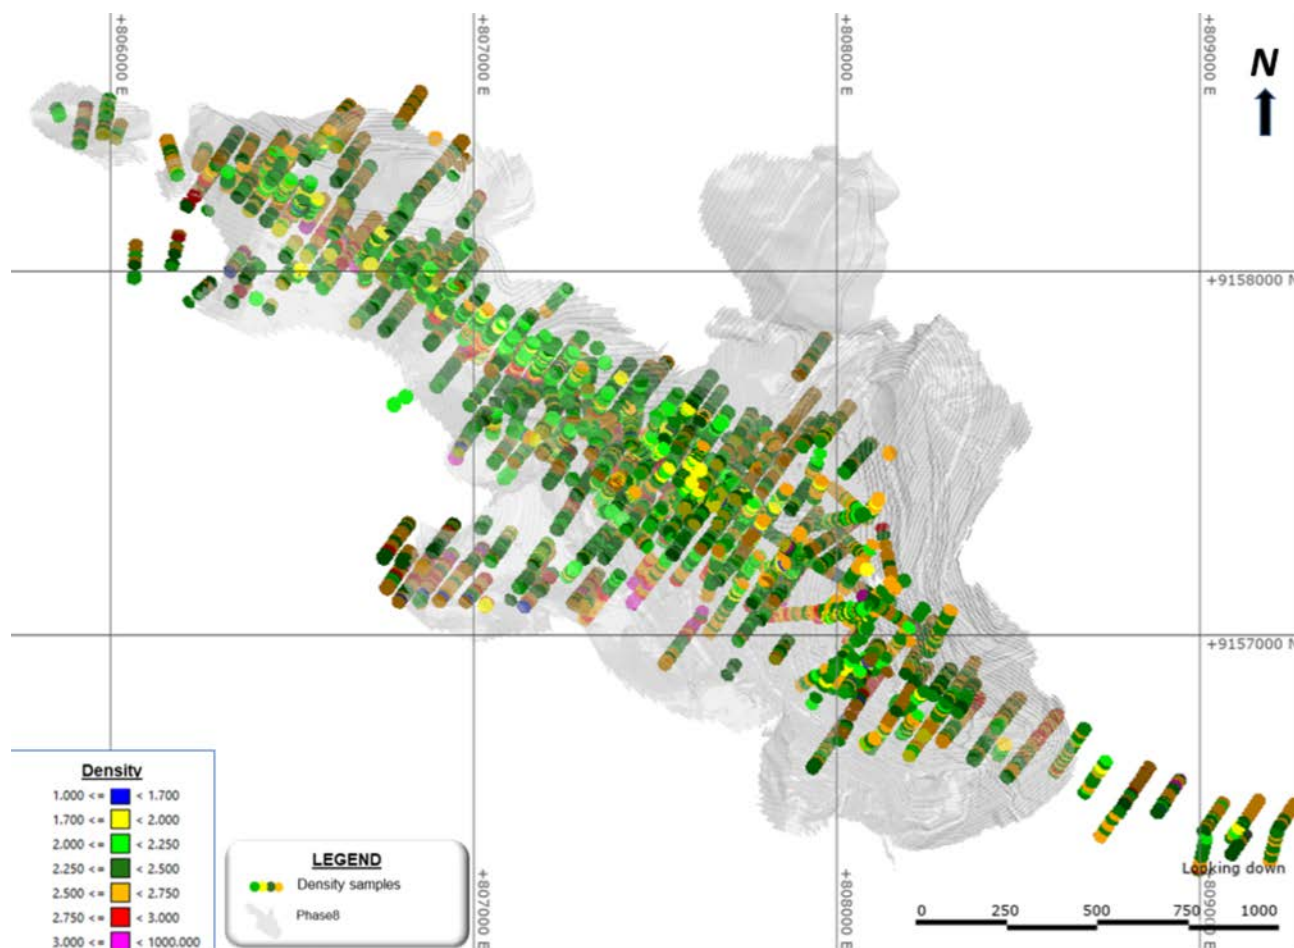 +806000 E
+807000 E
+808000 E
+809000 E
N
+9158000 N
+9157000 N
Density
1.000 <= < 1.700
1.700 <= < 2.000
2.000 <= < 2.250
2.250 <= < 2.500
2.500 <= < 2.750
2.750 <= < 3.000
3.000 <= < 1000.000
LEGEND
Density samples
Phase8
+807000 E
+808000 E
+809000 E
Looking down
0 250 500 750 1000